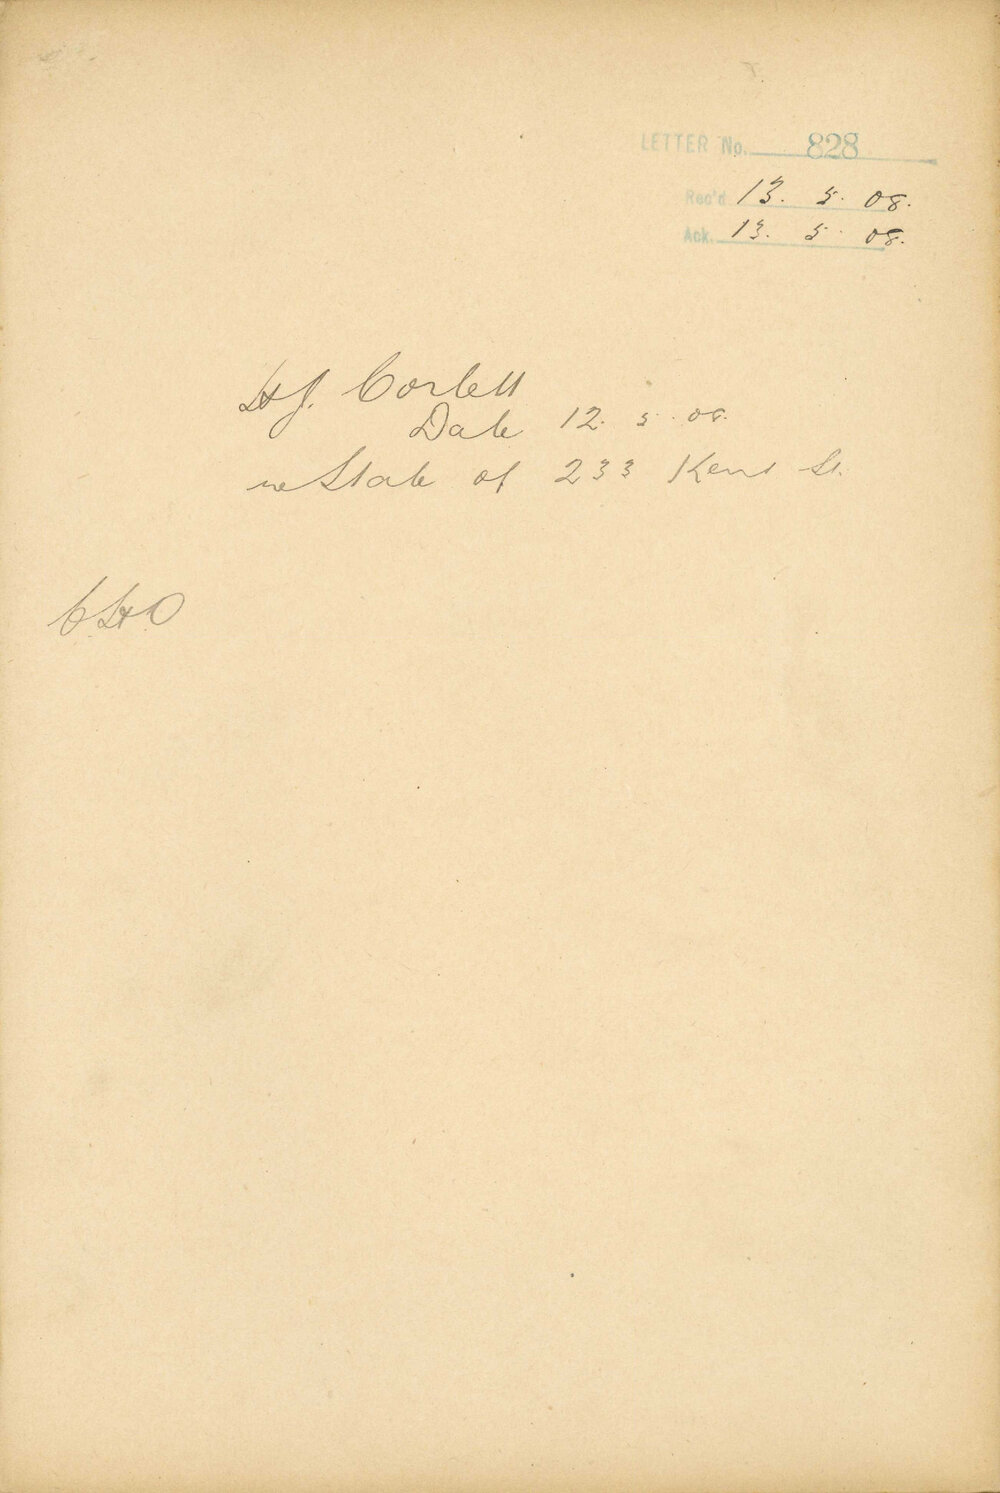 LETTER No. 828
Rec'd 13. 5. 08.
Ack. 13. 5. 08.
H J. Corlett
Date 12. 5. 08.
re State of 233 Kent St.
C.H.O